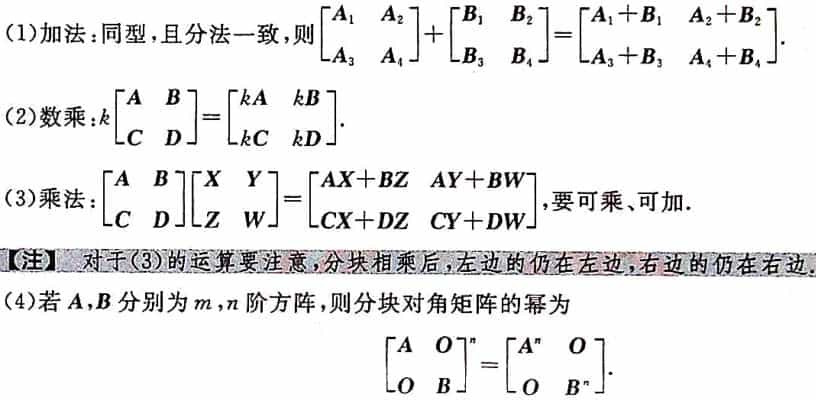 (1)加法:同型,且分法一致,则$\begin{bmatrix} A_1 & A_2 \\ A_3 & A_4 \end{bmatrix}+\begin{bmatrix} B_1 & B_2 \\ B_3 & B_4 \end{bmatrix}=\begin{bmatrix} A_1+B_1 & A_2+B_2 \\ A_3+B_3 & A_4+B_4 \end{bmatrix}$.
(2)数乘:$k\begin{bmatrix} A & B \\ C & D \end{bmatrix}=\begin{bmatrix} kA & kB \\ kC & kD \end{bmatrix}$.
(3)乘法:$\begin{bmatrix} A & B \\ C & D \end{bmatrix}\begin{bmatrix} X & Y \\ Z & W \end{bmatrix}=\begin{bmatrix} AX+BZ & AY+BW \\ CX+DZ & CY+DW \end{bmatrix}$,要可乘、可加.
【注】 对于(3)的运算要注意,分块相乘后,左边的仍在左边,右边的仍在右边.
(4)若 A,B 分别为 m,n 阶方阵,则分块对角矩阵的幂为
$\begin{bmatrix} A & O \\ O & B \end{bmatrix}^n=\begin{bmatrix} A^n & O \\ O & B^n \end{bmatrix}$.